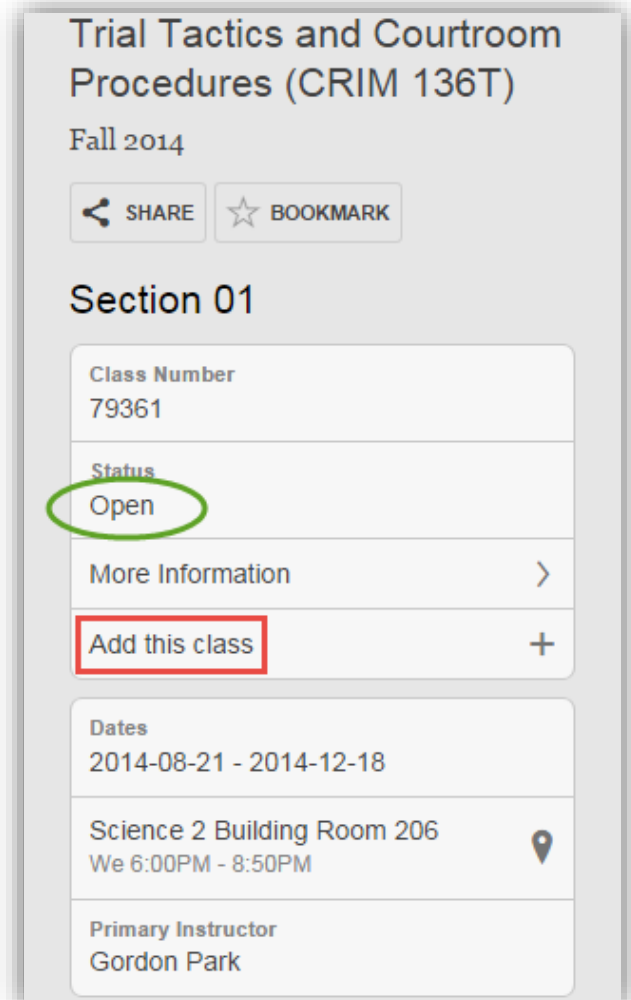 Trial Tactics and Courtroom
Procedures (CRIM 136T)
Fall 2014
SHARE
BOOKMARK
Section 01
Class Number
79361
Status
Open
More Information
Add this class
Dates
2014-08-21 - 2014-12-18
Science 2 Building Room 206
We 6:00PM - 8:50PM
Primary Instructor
Gordon Park